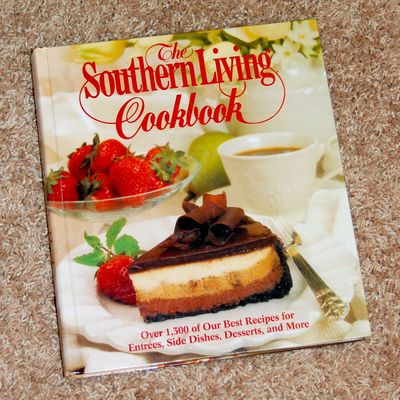 The
Southern Living
Cookbook
Over 1,300 of Our Best Recipes for
Entrées, Side Dishes, Desserts, and More